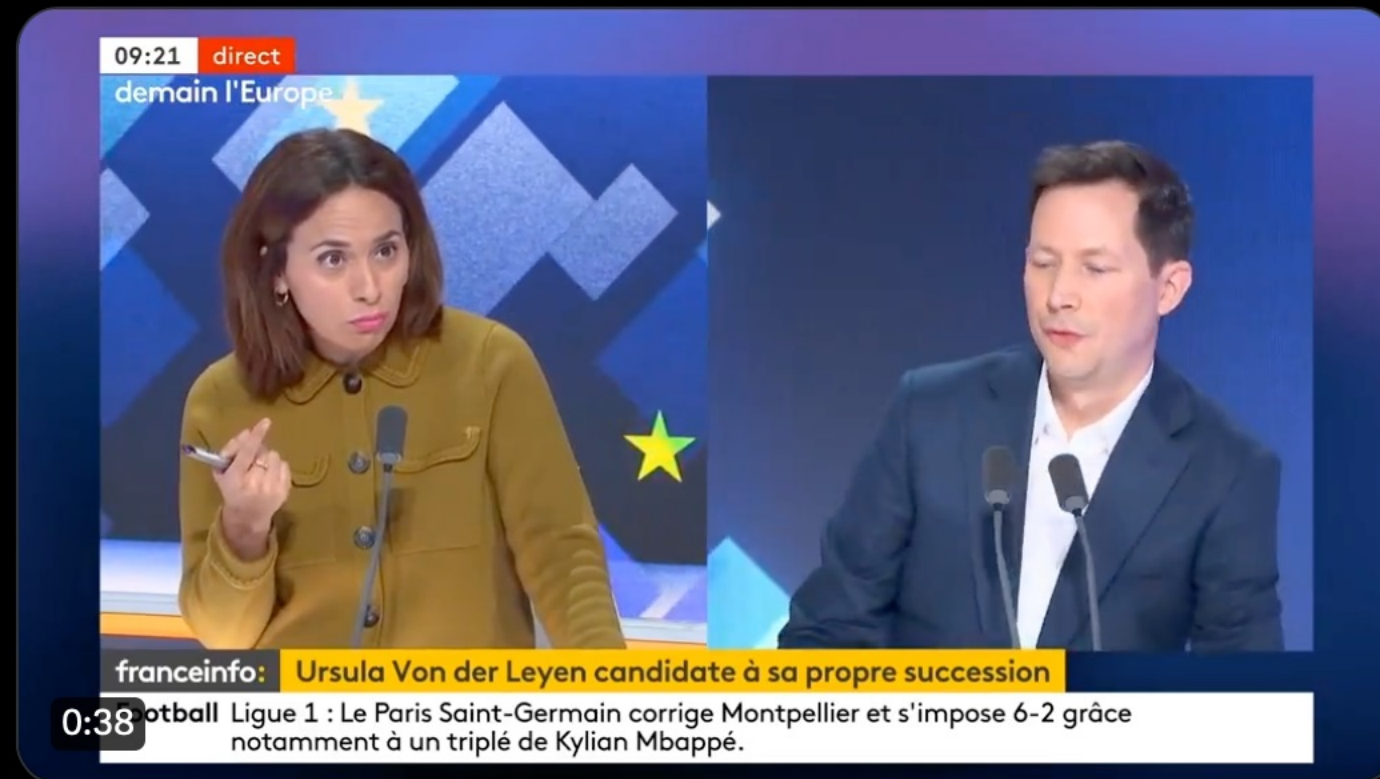 09:21 direct
demain l'Europe
franceinfo: Ursula Von der Leyen candidate à sa propre succession
0:38 ootball Ligue 1 : Le Paris Saint-Germain corrige Montpellier et s'impose 6-2 grâce
notamment à un triplé de Kylian Mbappé.